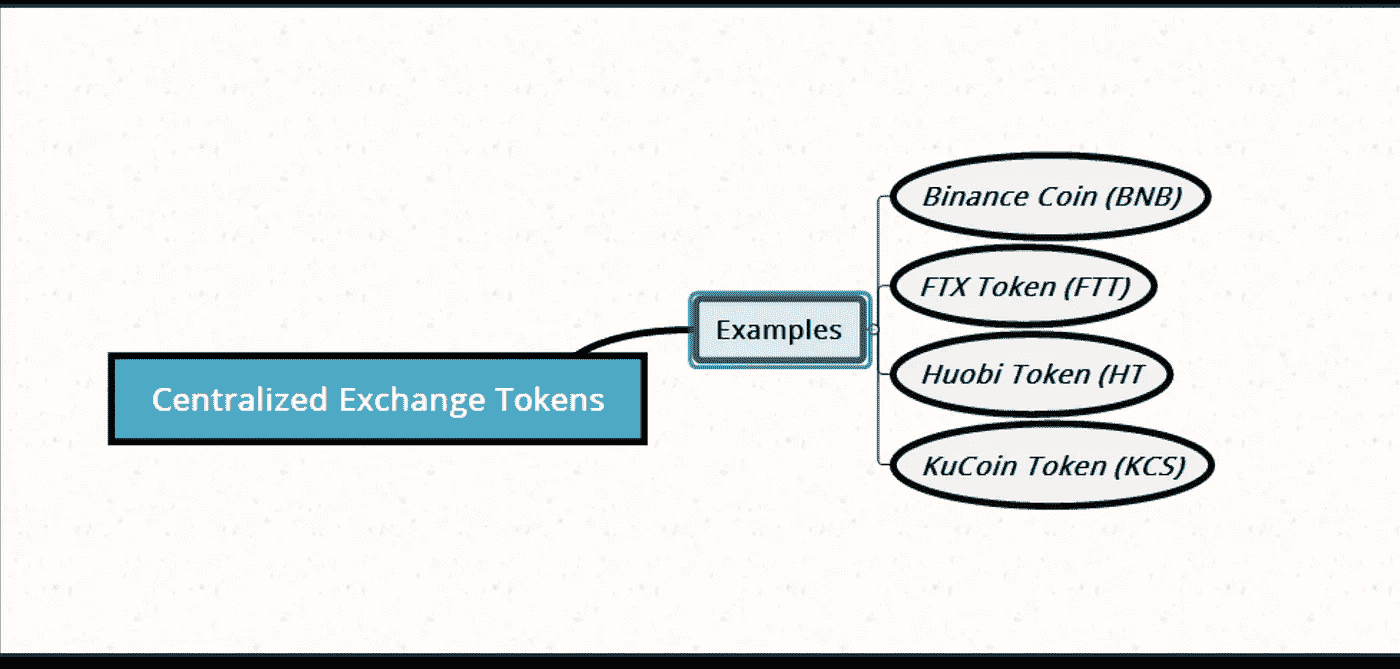 Binance Coin (BNB)
FTX Token (FTT)
Examples
Huobi Token (HT
Centralized Exchange Tokens
KuCoin Token (KCS)